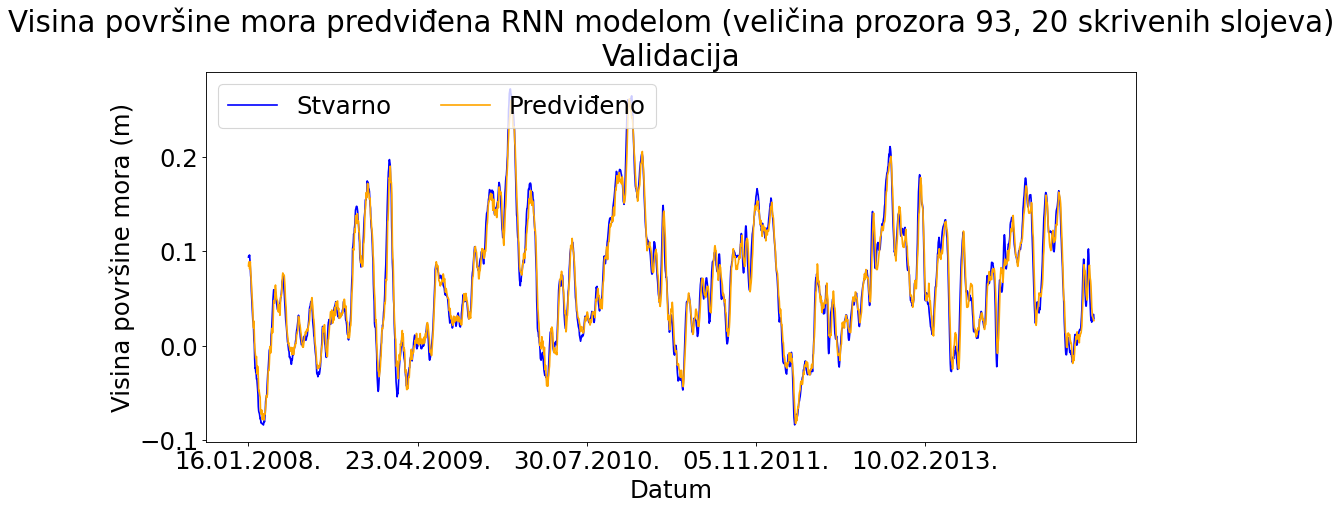 Visina površine mora predviđena RNN modelom (veličina prozora 93, 20 skrivenih slojeva)
Validacija
Stvarno
Predviđeno
Visina površine mora (m)
0.2
0.1
0.0
−0.1
16.01.2008.
23.04.2009.
30.07.2010.
05.11.2011.
10.02.2013.
Datum